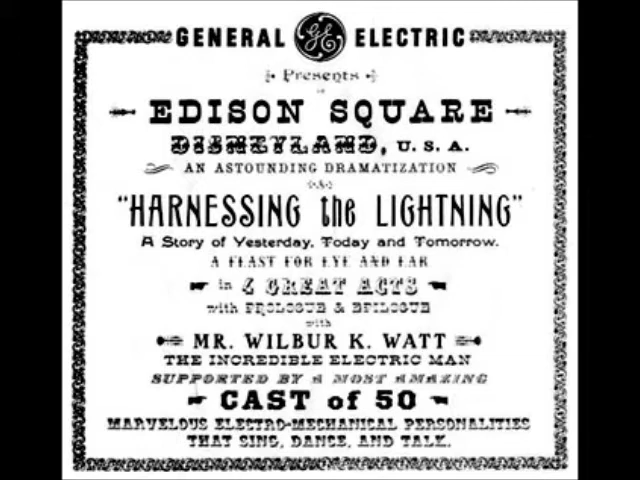 GENERAL GE ELECTRIC
Presents
in
EDISON SQUARE
DISNEYLAND, U. S. A.
AN ASTOUNDING DRAMATIZATION
"HARNESSING the LIGHTNING"
A Story of Yesterday, Today and Tomorrow.
A FEAST FOR EYE AND EAR
in 4 GREAT ACTS
with PROLOGUE & EPILOGUE
with
MR. WILBUR K. WATT
THE INCREDIBLE ELECTRIC MAN
SUPPORTED BY A MOST AMAZING
CAST of 50
MARVELOUS ELECTRO-MECHANICAL PERSONALITIES
THAT SING, DANCE, AND TALK.